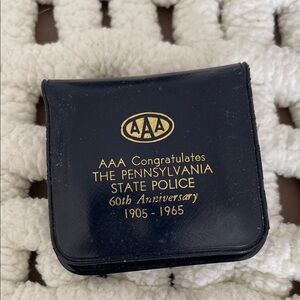 AAA
AAA Congratulates
THE PENNSYLVANIA
STATE POLICE
60th Anniversary
1905 - 1965